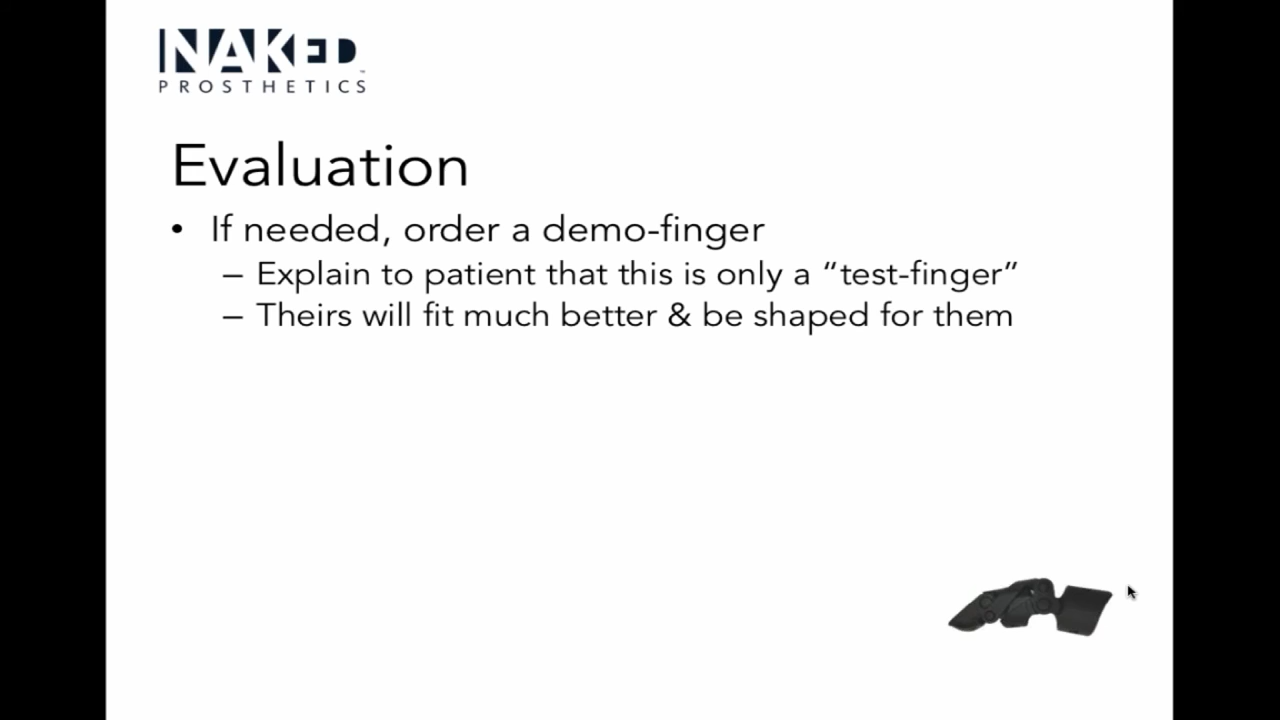 NAKED™
PROSTHETICS
Evaluation
• If needed, order a demo-finger
– Explain to patient that this is only a “test-finger”
– Theirs will fit much better & be shaped for them